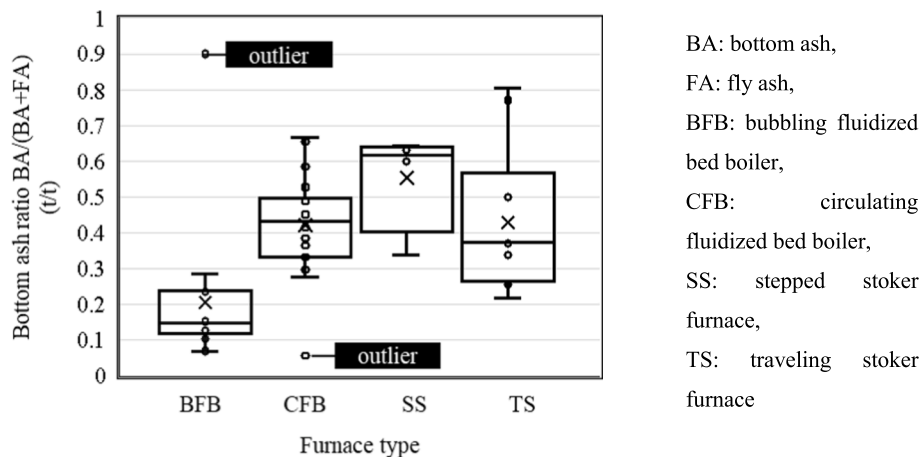 1
0.9
0.8
0.7
0.6
0.5
0.4
0.3
0.2
0.1
0
Bottom ash ratio BA/(BA+FA)
(t/t)
outlier
outlier
BFB CFB SS TS
Furnace type
BA: bottom ash,
FA: fly ash,
BFB: bubbling fluidized
bed boiler,
CFB: circulating
fluidized bed boiler,
SS: stepped stoker
furnace,
TS: traveling stoker
furnace